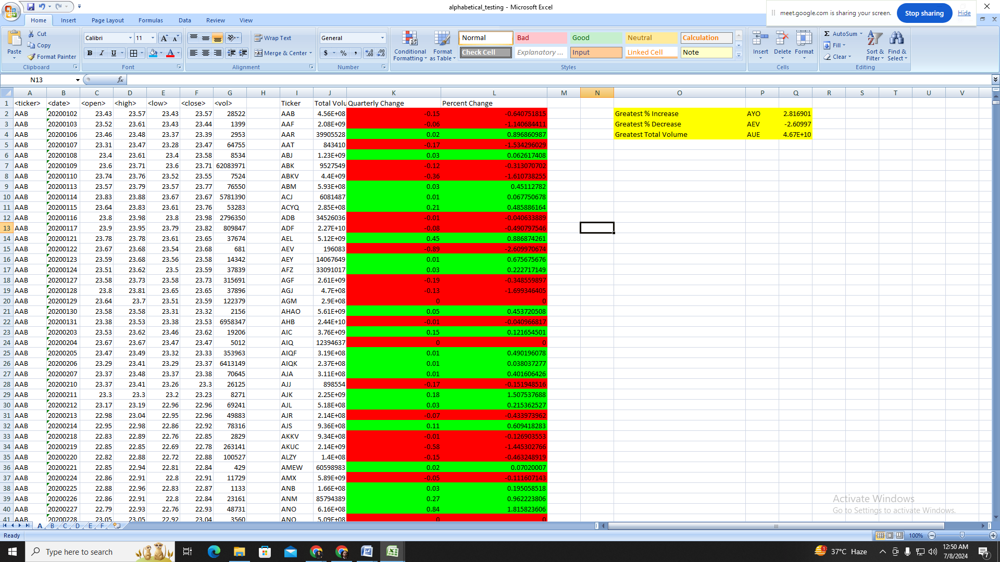 alphabetical_testing - Microsoft Excel
meet.google.com is sharing your screen.
Stop sharing
Hide
Home Insert Page Layout Formulas Data Review View
Paste
Cut
Copy
Format Painter
Clipboard
Calibri 11
B I U
Font
Wrap Text
Merge & Center
Alignment
General
$ % ,
Number
Conditional Formatting
Format as Table
Normal Bad Good Neutral Calculation
Check Cell Explanatory ... Input Linked Cell Note
Styles
Insert Delete Format
Cells
Σ AutoSum
Fill
Clear
Sort & Filter
Find & Select
Editing
N13 fx
A B C D E F G H I J K L M N O P Q R S T U V
1 <ticker> <date> <open> <high> <low> <close> <vol> Ticker Total Volu Quarterly Change Percent Change
2 AAB 20200102 23.43 23.57 23.43 23.57 28522 AAB 4.56E+08 -0.15 -0.640751815 Greatest % Increase AYO 2.816901
3 AAB 20200103 23.52 23.61 23.43 23.44 1399 AAF 2.08E+09 -0.06 -1.140684411 Greatest % Decrease AEV -2.60997
4 AAB 20200106 23.46 23.48 23.37 23.39 2953 AAR 39905528 0.02 0.896860987 Greatest Total Volume AUE 4.67E+10
5 AAB 20200107 23.31 23.47 23.28 23.47 64755 AAT 843410 -0.17 -1.534296029
6 AAB 20200108 23.4 23.61 23.4 23.58 8534 ABJ 1.23E+09 0.03 0.062617408
7 AAB 20200109 23.6 23.71 23.6 23.71 62083971 ABK 9527549 -0.12 -0.313070702
8 AAB 20200110 23.74 23.76 23.52 23.55 7524 ABKV 4.4E+09 -0.36 -1.610738255
9 AAB 20200113 23.57 23.79 23.57 23.77 76550 ABM 5.93E+08 0.03 0.45112782
10 AAB 20200114 23.83 23.88 23.67 23.67 5781390 ACJ 6081487 0.01 0.067750678
11 AAB 20200115 23.64 23.83 23.61 23.76 53283 ACYQ 2.85E+08 0.21 0.485886164
12 AAB 20200116 23.8 23.98 23.8 23.98 2796350 ADB 34526036 -0.01 -0.040633889
13 AAB 20200117 23.9 23.95 23.79 23.82 809847 ADF 2.27E+10 -0.08 -0.490797546
14 AAB 20200121 23.78 23.78 23.61 23.65 37674 AEL 5.12E+09 0.45 0.886874261
15 AAB 20200122 23.67 23.68 23.54 23.68 681 AEV 196083 -0.89 -2.609970674
16 AAB 20200123 23.59 23.68 23.56 23.58 14342 AEY 14067649 0.01 0.675675676
17 AAB 20200124 23.51 23.62 23.5 23.59 37839 AFZ 33091017 0.03 0.222717149
18 AAB 20200127 23.58 23.73 23.58 23.73 315691 AGF 2.61E+09 -0.19 -0.348559897
19 AAB 20200128 23.8 23.81 23.65 23.65 37896 AGJ 4.7E+08 -0.13 -1.699346405
20 AAB 20200129 23.64 23.7 23.51 23.59 122379 AGM 2.9E+08 0 0
21 AAB 20200130 23.58 23.58 23.31 23.32 2156 AHAO 5.61E+09 0.05 0.453720508
22 AAB 20200131 23.38 23.53 23.38 23.53 6958347 AHB 2.44E+10 -0.01 -0.040966817
23 AAB 20200203 23.53 23.62 23.46 23.62 19206 AIC 3.76E+09 0.15 0.121654501
24 AAB 20200204 23.67 23.67 23.47 23.47 5012 AIQ 12394637 0 0
25 AAB 20200205 23.47 23.49 23.32 23.33 353963 AIQF 3.19E+08 0.01 0.490196078
26 AAB 20200206 23.29 23.41 23.29 23.37 6413149 AIQK 2.37E+08 0.01 0.038037277
27 AAB 20200207 23.37 23.48 23.37 23.38 70645 AJA 3.11E+08 0.01 0.401606426
28 AAB 20200210 23.37 23.41 23.26 23.3 26125 AJJ 898554 -0.17 -0.151948516
29 AAB 20200211 23.3 23.3 23.2 23.23 8271 AJK 2.25E+09 0.18 1.507537688
30 AAB 20200212 23.17 23.19 22.96 22.96 69241 AJL 5.18E+08 0.03 0.215362527
31 AAB 20200213 22.98 23.04 22.95 22.96 49883 AJR 2.14E+08 -0.07 -0.433973962
32 AAB 20200214 22.95 22.98 22.86 22.92 78316 AJS 9.36E+08 0.11 0.609418283
33 AAB 20200218 22.83 22.89 22.76 22.85 2829 AKKV 9.34E+08 -0.01 -0.126903553
34 AAB 20200219 22.85 22.85 22.69 22.78 263141 AKUC 2.14E+09 -0.58 -1.445302766
35 AAB 20200220 22.82 22.88 22.72 22.88 100527 ALZY 1.4E+08 -0.15 -0.463248919
36 AAB 20200221 22.85 22.94 22.81 22.84 429 AMEW 60598983 0.02 0.07020007
37 AAB 20200224 22.86 22.91 22.8 22.91 11729 AMX 5.89E+09 -0.05 -0.111607143
38 AAB 20200225 22.88 22.96 22.83 22.87 1133 ANB 1.66E+08 0.03 0.195058518
39 AAB 20200226 22.86 22.91 22.8 22.84 23161 ANM 85794389 0.27 0.962223806
40 AAB 20200227 22.79 22.93 22.76 22.93 48731 ANO 6.16E+08 0.84 1.815823606
41 AAB 20200228 23.05 23.05 22.92 23.04 3560 ANQ 5.09E+08 0 0
Activate Windows
Go to Settings to activate Windows.
A B C D E F
Ready 100%
Type here to search
37°C Haze
12:50 AM
7/8/2024